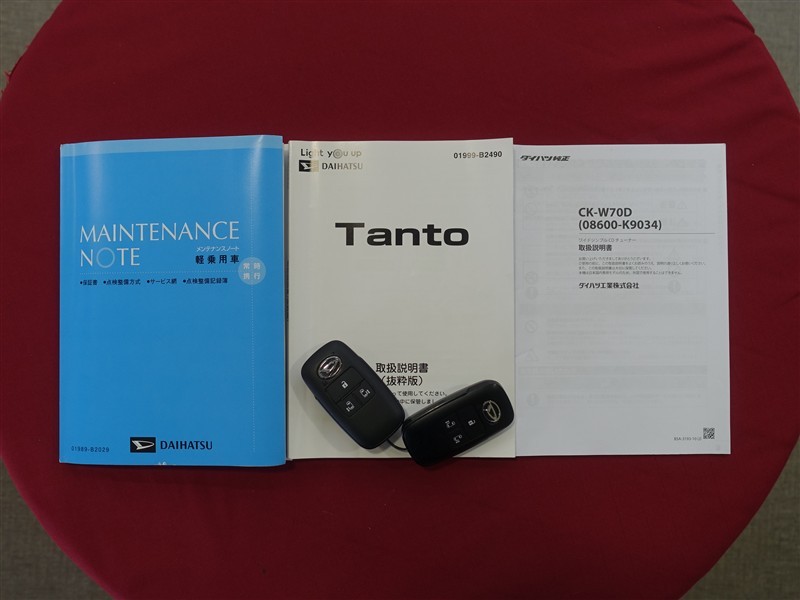 MAINTENANCE
NOTE
メンテナンスノート
軽乗用車
常時
携行
●保証書 ●点検整備方式 ●サービス網 ●点検整備記録簿
01999-B2029
DAIHATSU
Light you up
DAIHATSU
01999-B2490
Tanto
取扱説明書
（抜粋版）
ダイハツ純正
CK-W70D
(08600-K9034)
取扱説明書
ダイハツ工業株式会社